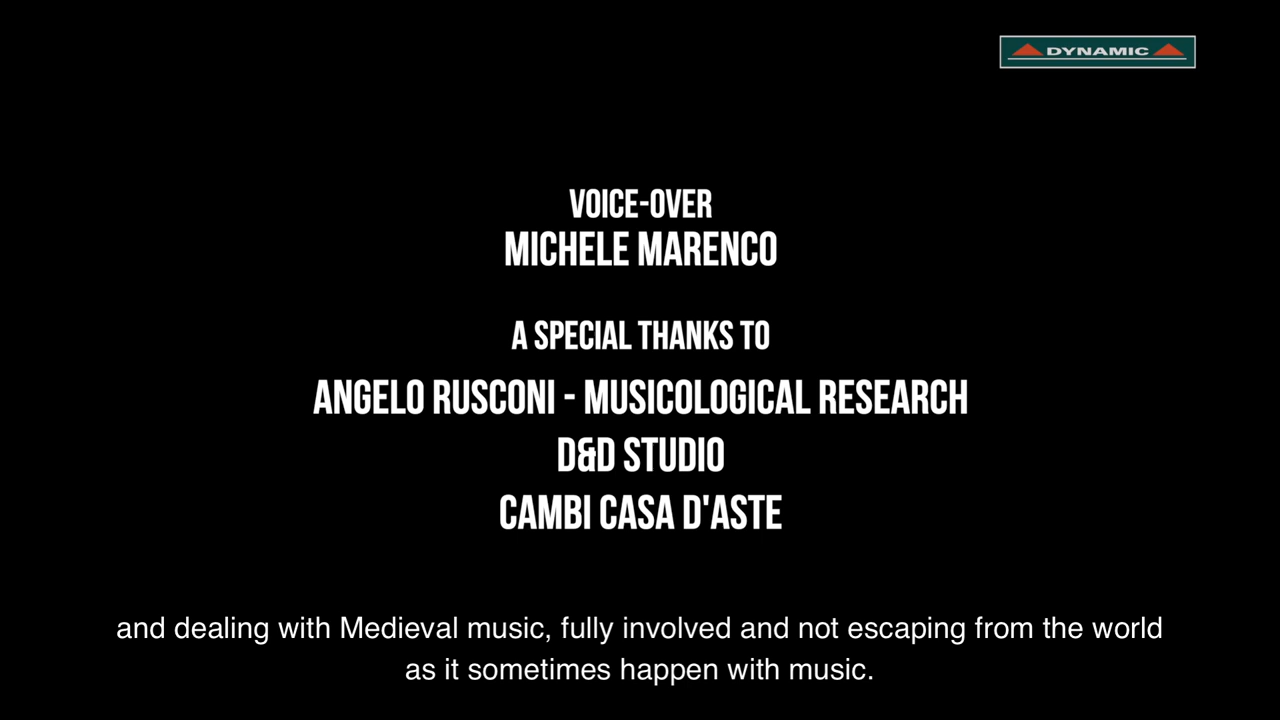 DYNAMIC
VOICE-OVER
MICHELE MARENCO
A SPECIAL THANKS TO
ANGELO RUSCONI - MUSICOLOGICAL RESEARCH
D&D STUDIO
CAMBI CASA D'ASTE
and dealing with Medieval music, fully involved and not escaping from the world
as it sometimes happen with music.